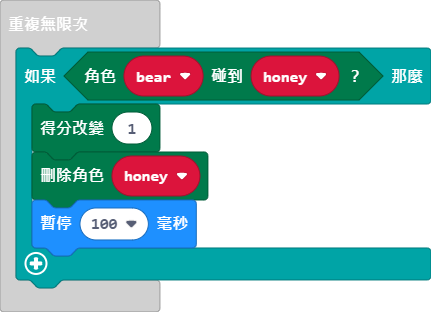 重複無限次
如果 角色 bear 碰到 honey ? 那麼
得分改變 1
刪除角色 honey
暫停 100 毫秒